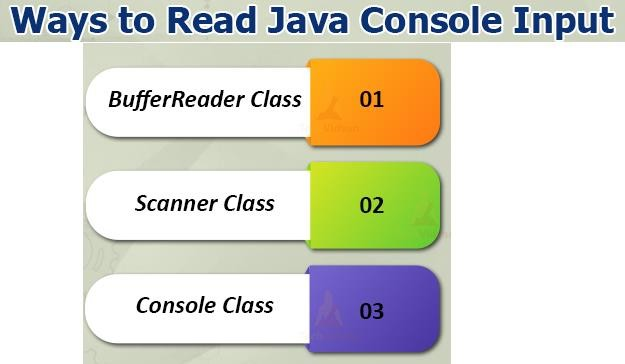 Ways to Read Java Console Input
BufferReader Class 01
Scanner Class 02
Console Class 03